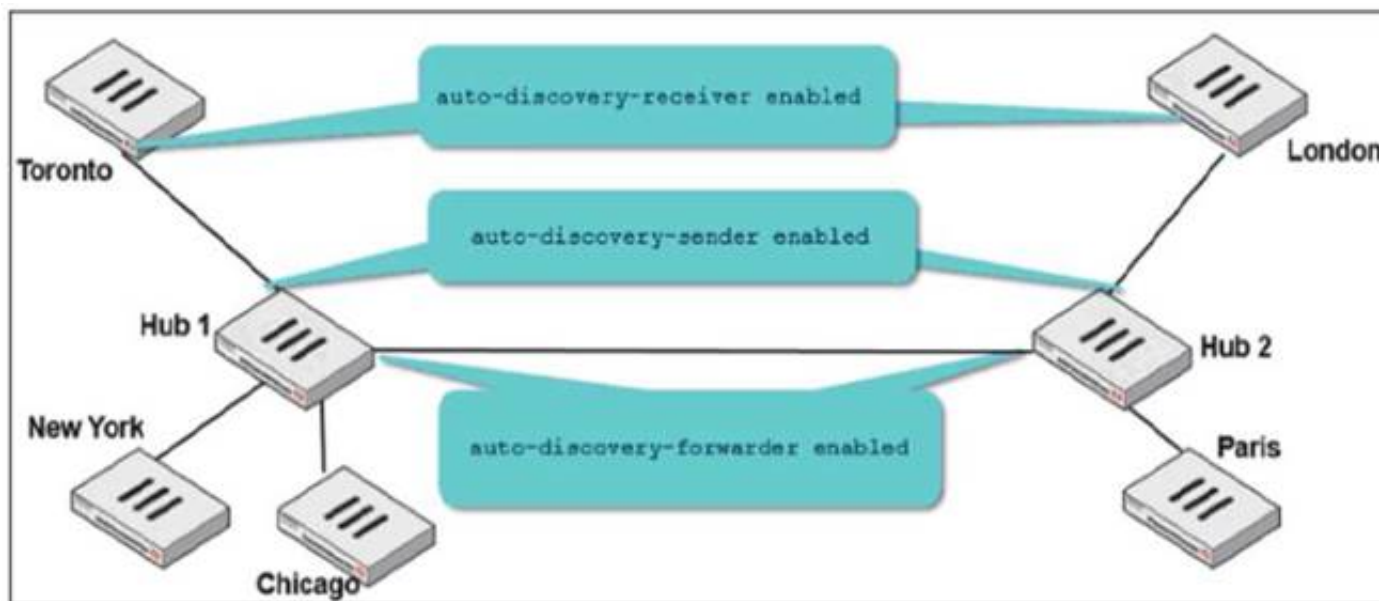 auto-discovery-receiver enabled
Toronto
London
auto-discovery-sender enabled
Hub 1
Hub 2
New York
auto-discovery-forwarder enabled
Paris
Chicago